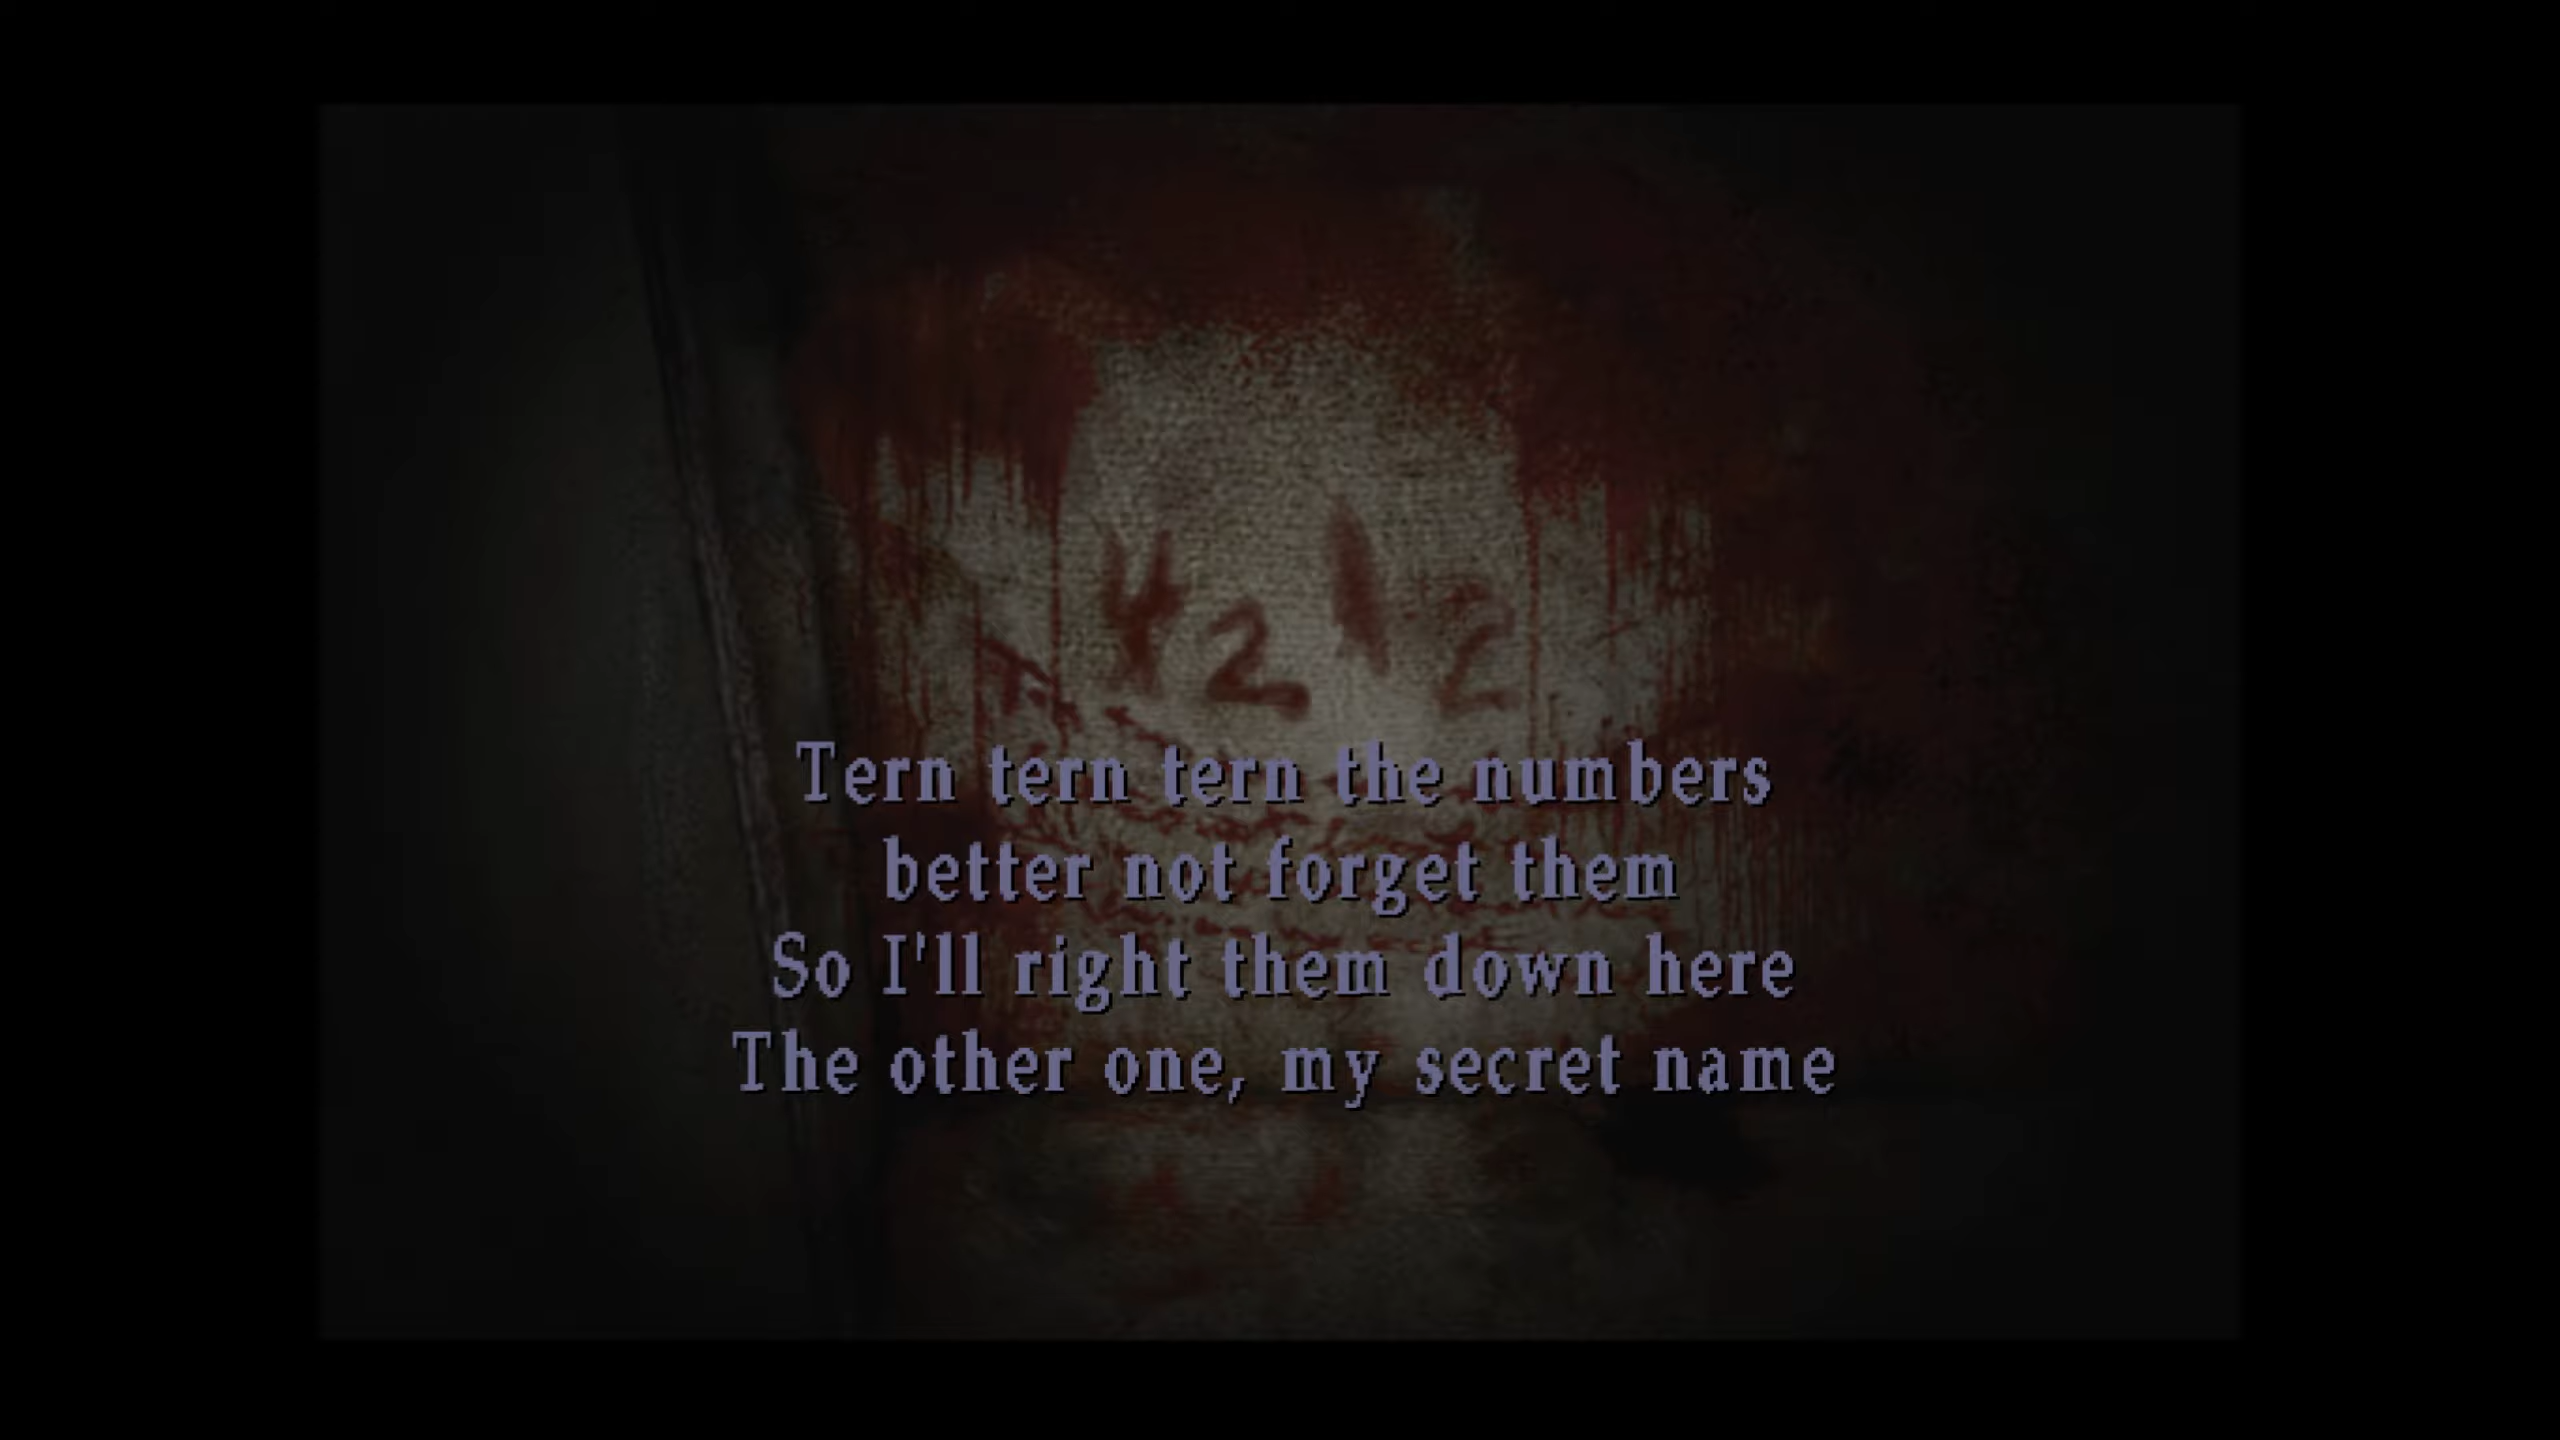 4212
Tern tern tern the numbers
better not forget them
So I'll right them down here
The other one, my secret name